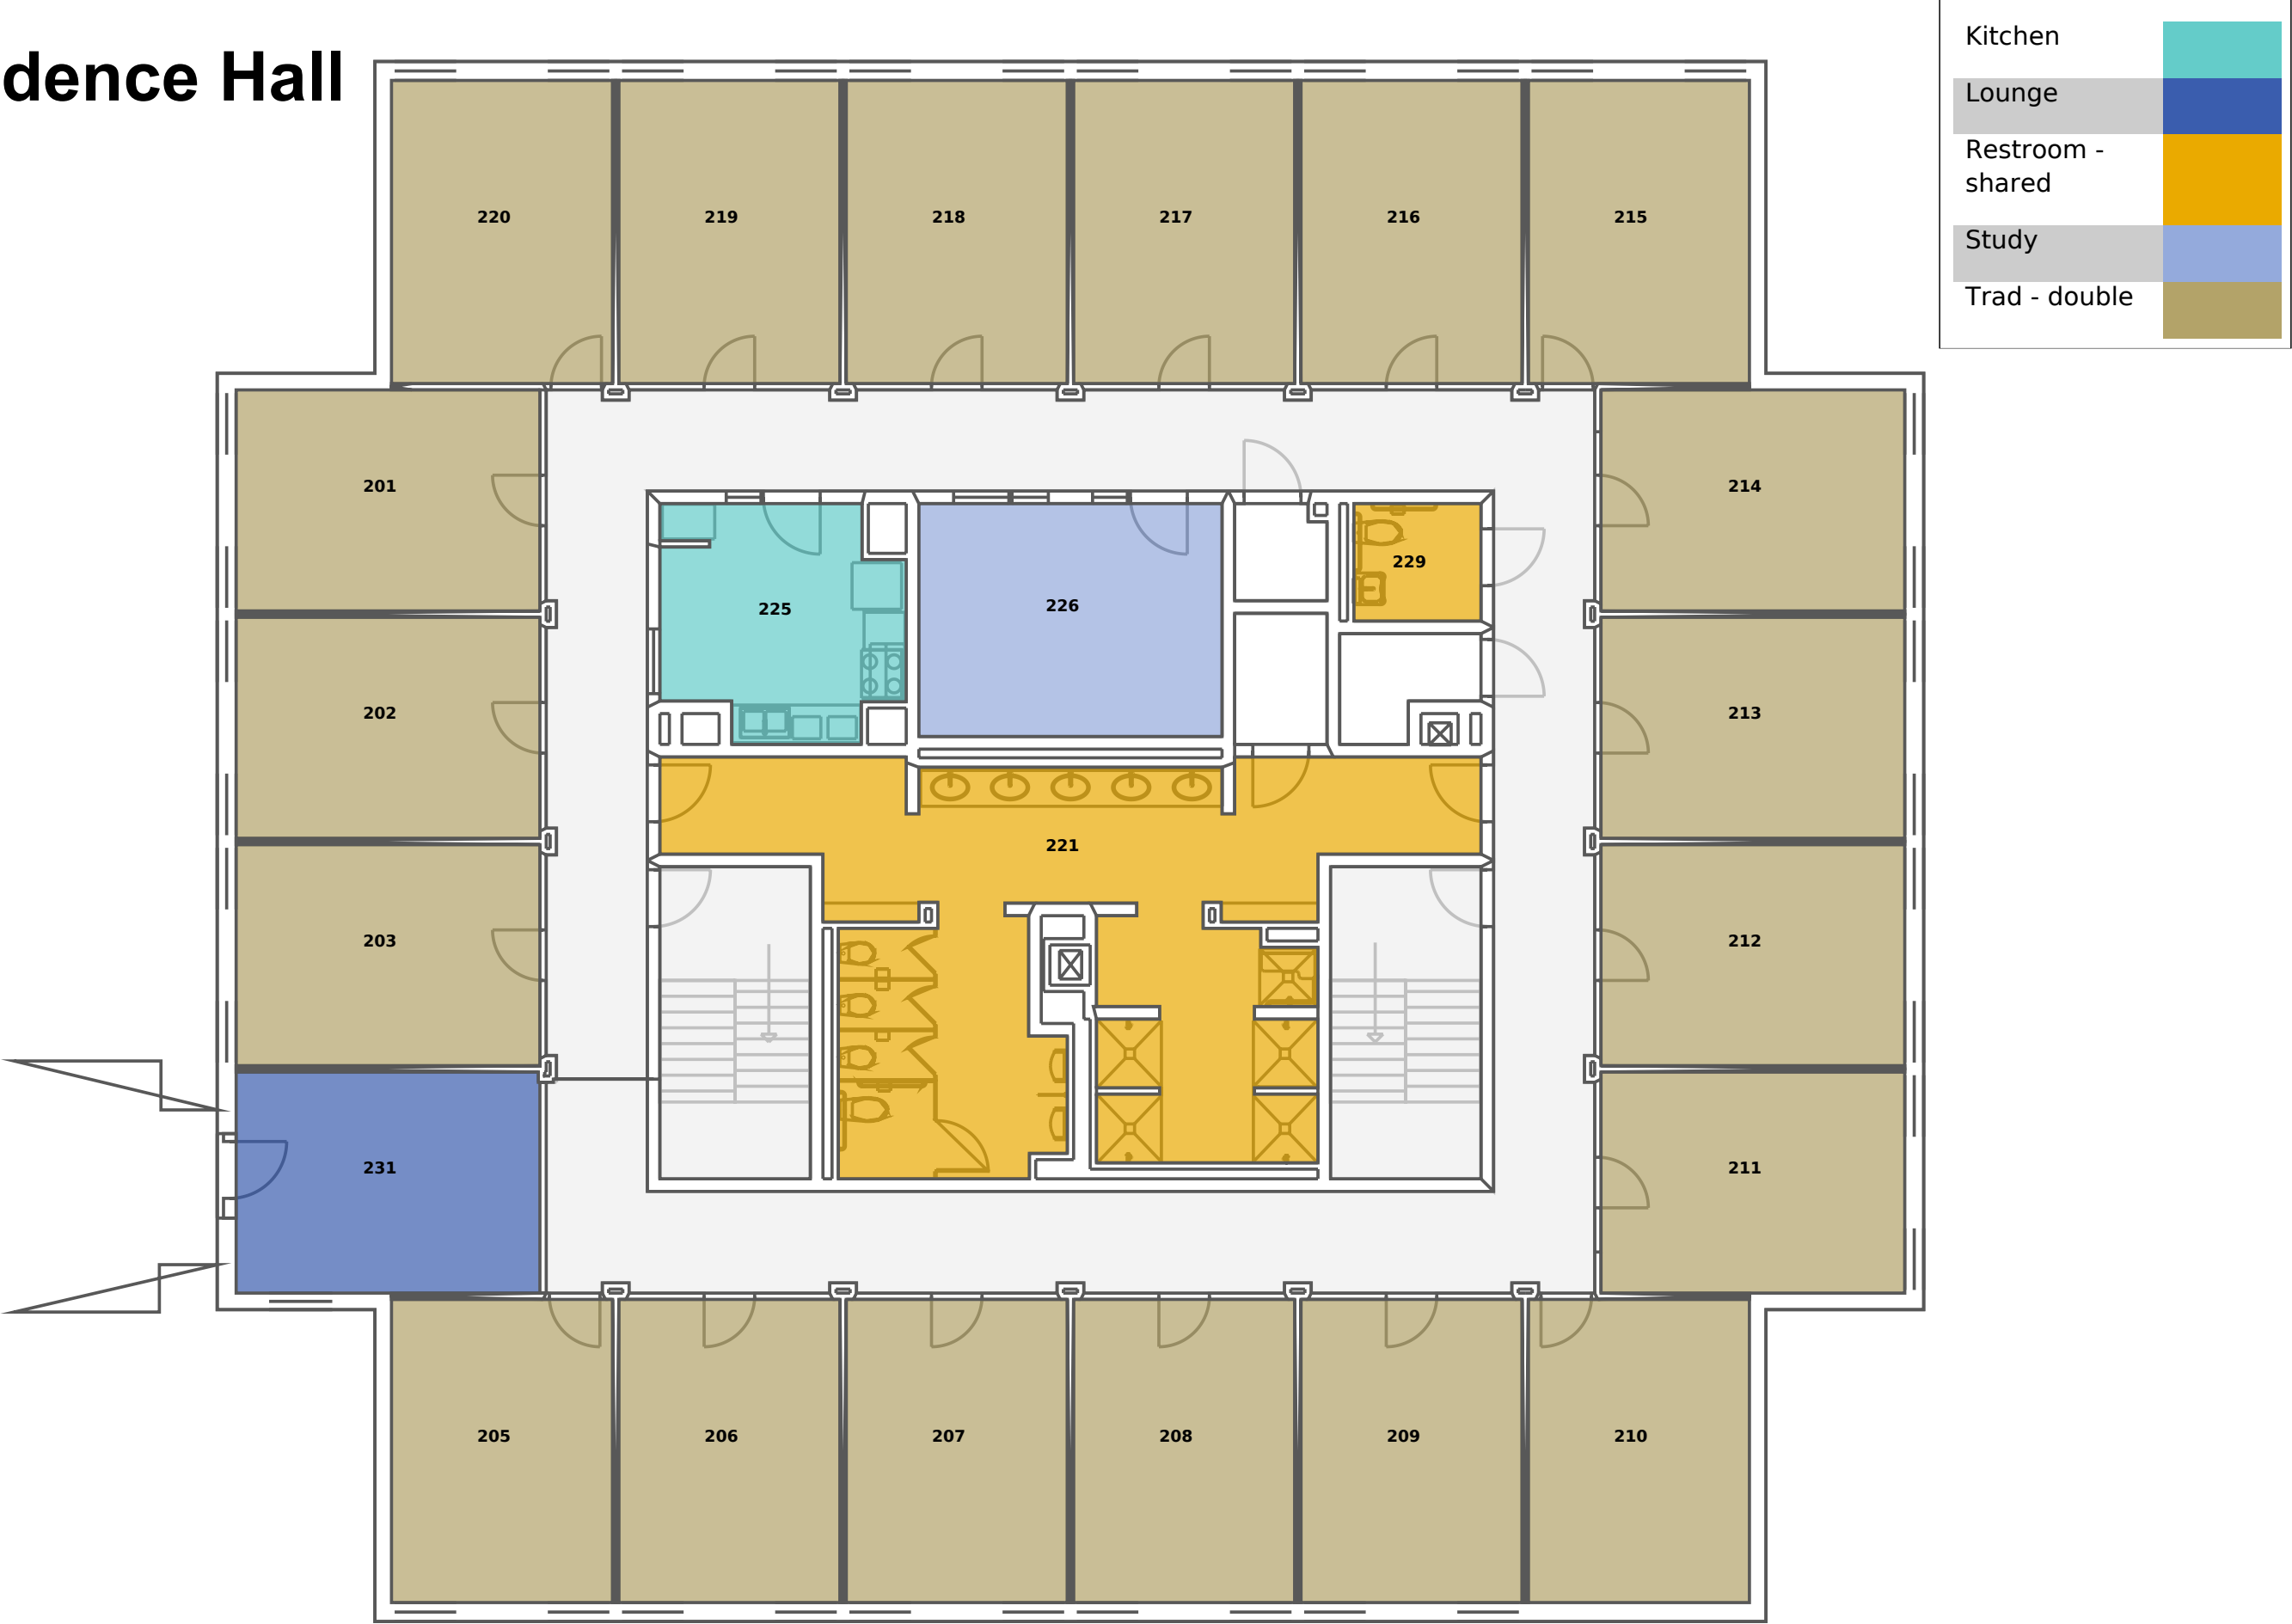 dence Hall
Kitchen
Lounge
Restroom -
shared
Study
Trad - double
220 219 218 217 216 215
201 214
229
225 226
202 213
221
203 212
231 211
205 206 207 208 209 210